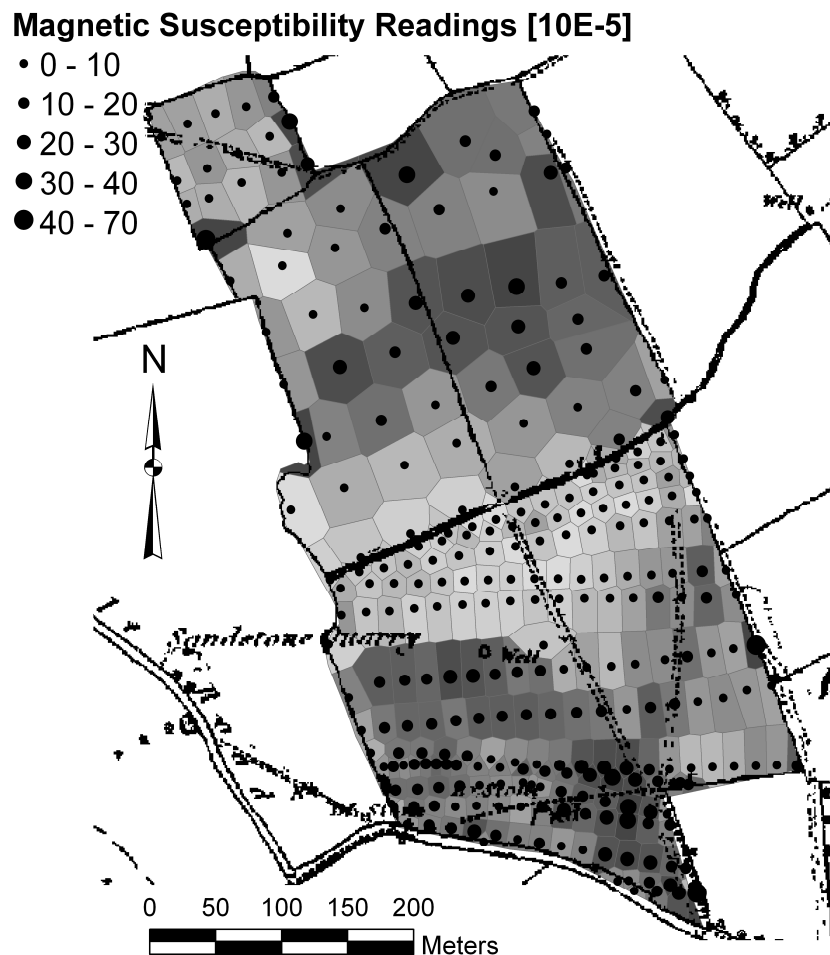 Magnetic Susceptibility Readings [10E-5]
0 - 10
10 - 20
20 - 30
30 - 40
40 - 70
Well
N
Sandstone Quarry
Well
0 50 100 150 200
Meters